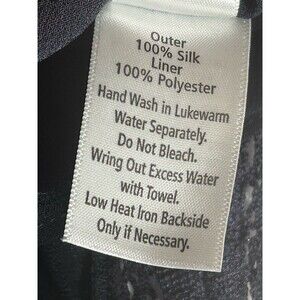 Outer
100% Silk
Liner
100% Polyester
Hand Wash in Lukewarm
Water Separately.
Do Not Bleach.
Wring Out Excess Water
with Towel.
Low Heat Iron Backside
Only if Necessary.